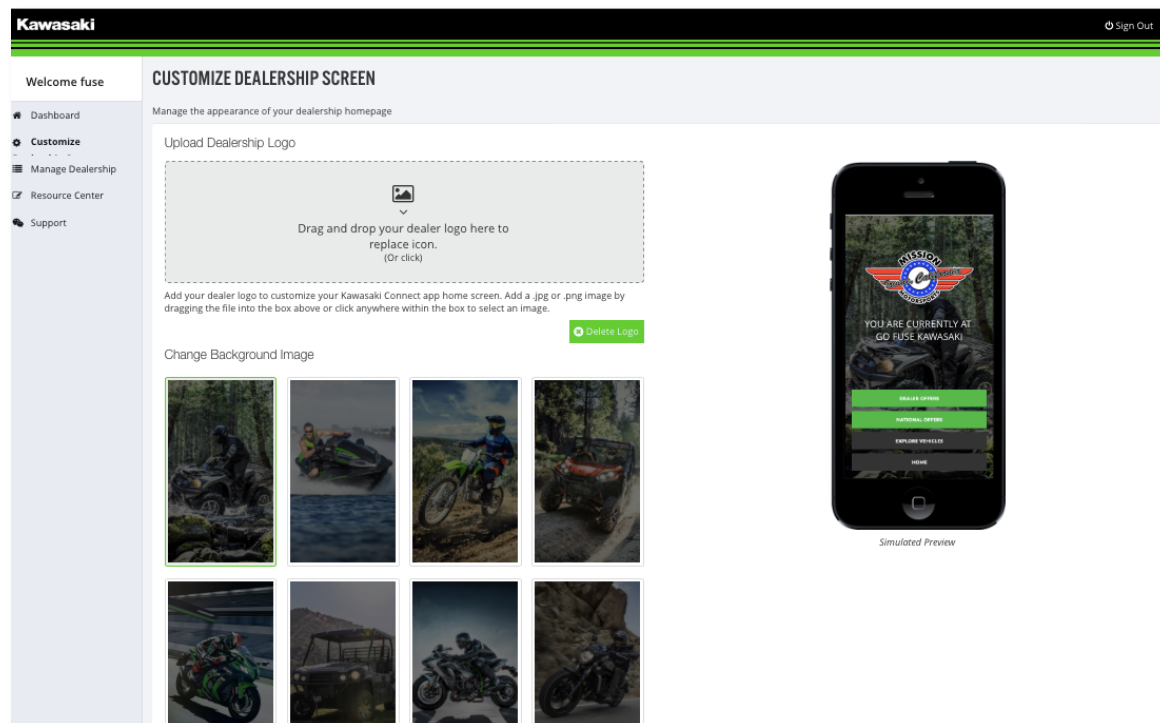 Kawasaki
Sign Out
Welcome fuse
Dashboard
Customize
Manage Dealership
Resource Center
Support
CUSTOMIZE DEALERSHIP SCREEN
Manage the appearance of your dealership homepage
Upload Dealership Logo
Drag and drop your dealer logo here to
replace icon.
(Or click)
Add your dealer logo to customize your Kawasaki Connect app home screen. Add a .jpg or .png image by
dragging the file into the box above or click anywhere within the box to select an image.
Delete Logo
Change Background Image
MISSION
MOTORSPORTS
YOU ARE CURRENTLY AT
GO FUSE KAWASAKI
DEALER OFFERS
NATIONAL OFFERS
EXPLORE VEHICLES
HOME
Simulated Preview